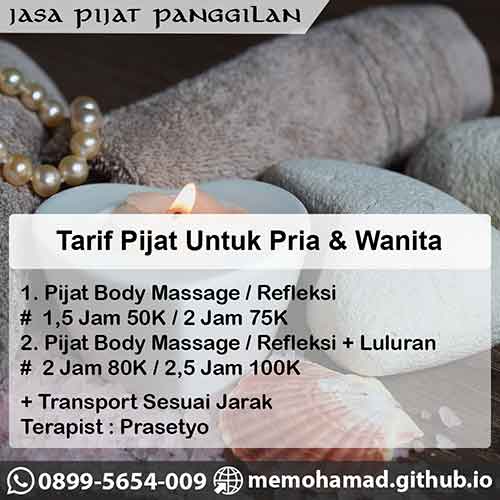 JASA PIJAT PANGGILAN
Tarif Pijat Untuk Pria & Wanita
1. Pijat Body Massage / Refleksi
# 1,5 Jam 50K / 2 Jam 75K
2. Pijat Body Massage / Refleksi + Luluran
# 2 Jam 80K / 2,5 Jam 100K
+ Transport Sesuai Jarak
Terapist : Prasetyo
0899-5654-009 memohamad.github.io